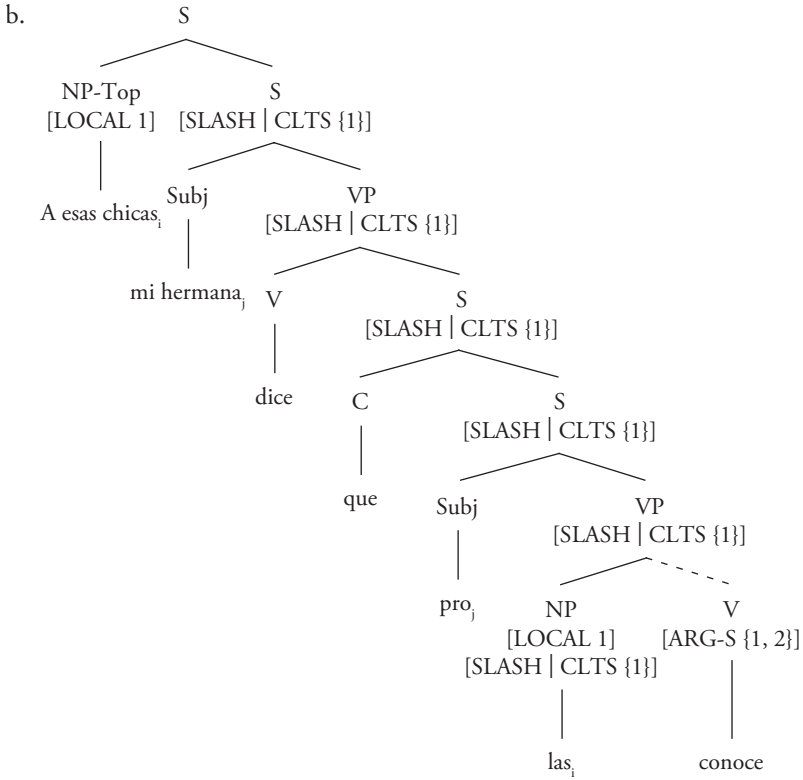 b.
S
NP-Top S
[LOCAL 1] [SLASH | CLTS {1}]
A esas chicasᵢ Subj VP
[SLASH | CLTS {1}]
mi hermanaⱼ V S
[SLASH | CLTS {1}]
dice C S
[SLASH | CLTS {1}]
que Subj VP
[SLASH | CLTS {1}]
proⱼ NP V
[LOCAL 1] [ARG-S {1, 2}]
[SLASH | CLTS {1}]
lasᵢ conoce